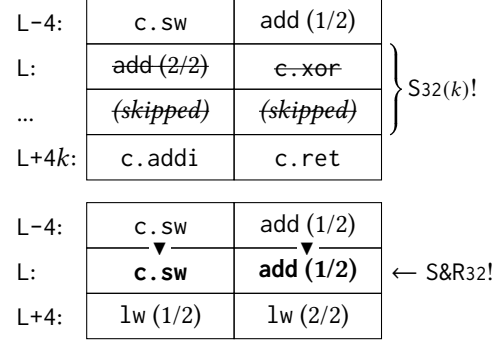 L-4: c.sw add (1/2)
L: add (2/2) c.xor
... (skipped) (skipped)
S32(k)!
L+4k: c.addi c.ret
L-4: c.sw add (1/2)
L: c.sw add (1/2) ← S&R32!
L+4: lw (1/2) lw (2/2)